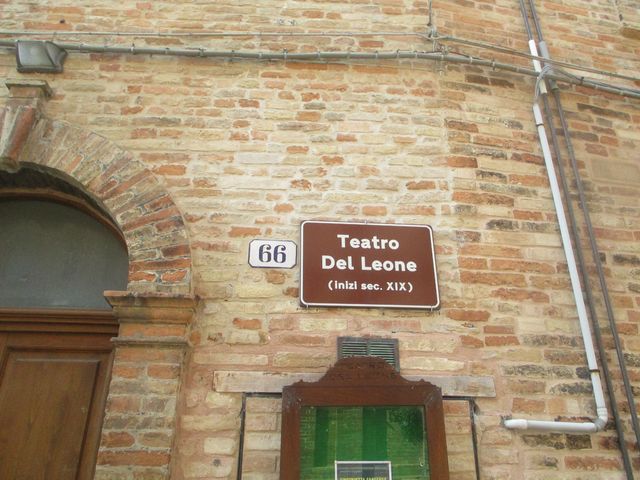 66
Teatro
Del Leone
(inizi sec. XIX)